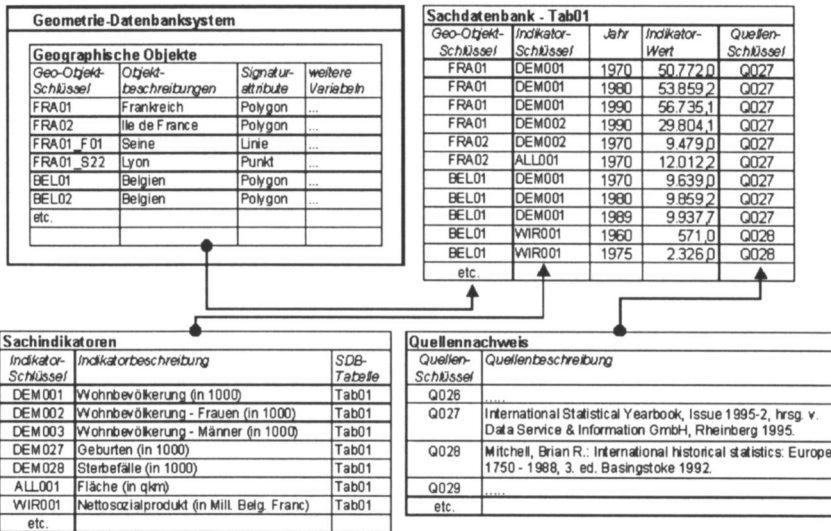 Geometrie-Datenbanksystem
Geographische Objekte
Geo-Objekt-Schlüssel Objekt-beschreibungen Signatur-attribute weitere Variabeln
FRA01 Frankreich Polygon ...
FRA02 Ile de France Polygon ...
FRA01_F01 Seine Linie ...
FRA01_S22 Lyon Punkt ...
BEL01 Belgien Polygon ...
BEL02 Belgien Polygon ...
etc.
Sachdatenbank - Tab01
Geo-Objekt-Schlüssel Indikator-Schlüssel Jahr Indikator-Wert Quellen-Schlüssel
FRA01 DEM001 1970 50.772,0 Q027
FRA01 DEM001 1980 53.859,2 Q027
FRA01 DEM001 1990 56.735,1 Q027
FRA01 DEM002 1990 29.804,1 Q027
FRA02 DEM002 1970 9.479,0 Q027
FRA02 ALL001 1970 12.012,2 Q027
BEL01 DEM001 1970 9.639,0 Q027
BEL01 DEM001 1980 9.859,2 Q027
BEL01 DEM001 1989 9.937,7 Q027
BEL01 WIR001 1960 571,0 Q028
BEL01 WIR001 1975 2.326,0 Q028
etc.
Sachindikatoren
Indikator-Schlüssel Indikatorbeschreibung SDB-Tabelle
DEM001 Wohnbevölkerung (in 1000) Tab01
DEM002 Wohnbevölkerung - Frauen (in 1000) Tab01
DEM003 Wohnbevölkerung - Männer (in 1000) Tab01
DEM027 Geburten (in 1000) Tab01
DEM028 Sterbefälle (in 1000) Tab01
ALL001 Fläche (in qkm) Tab01
WIR001 Nettosozialprodukt (in Mill. Belg. Franc) Tab01
etc.
Quellennachweis
Quellen-Schlüssel Quellenbeschreibung
Q026 .....
Q027 International Statistical Yearbook, Issue 1995-2, hrsg. v.
Data Service & Information GmbH, Rheinberg 1995.
Q028 Mitchell, Brian R.: International historical statistics: Europe
1750 - 1988, 3. ed. Basingstoke 1992.
Q029 .....
etc.